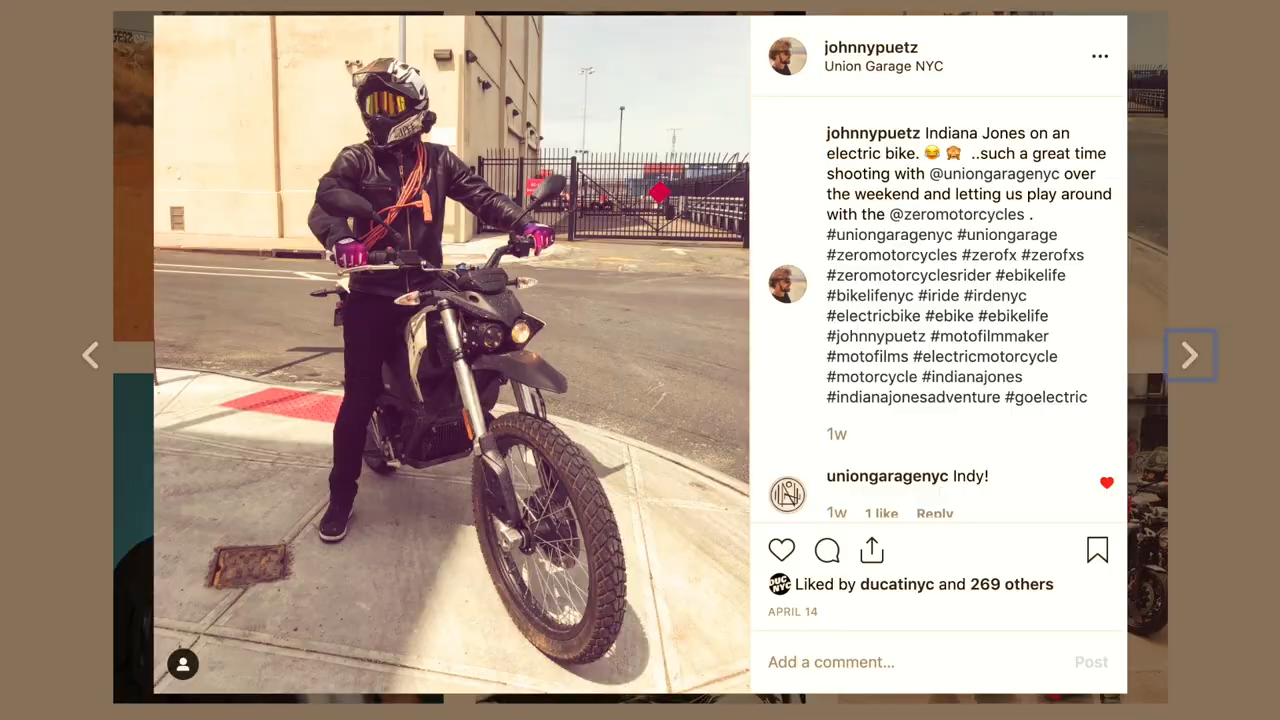 johnnypuetz
Union Garage NYC
johnnypuetz Indiana Jones on an
electric bike. 😂 🙈 ..such a great time
shooting with @uniongaragenyc over
the weekend and letting us play around
with the @zeromotorcycles .
#uniongaragenyc #uniongarage
#zeromotorcycles #zerofx #zerofxs
#zeromotorcyclesrider #ebikelife
#bikelifenyc #iride #irdenyc
#electricbike #ebike #ebikelife
#johnnypuetz #motofilmmaker
#motofilms #electricmotorcycle
#motorcycle #indianajones
#indianajonesadventure #goelectric
1w
uniongaragenyc Indy!
1w 1 like Reply
DUC NYC
Liked by ducatinyc and 269 others
APRIL 14
Add a comment... Post